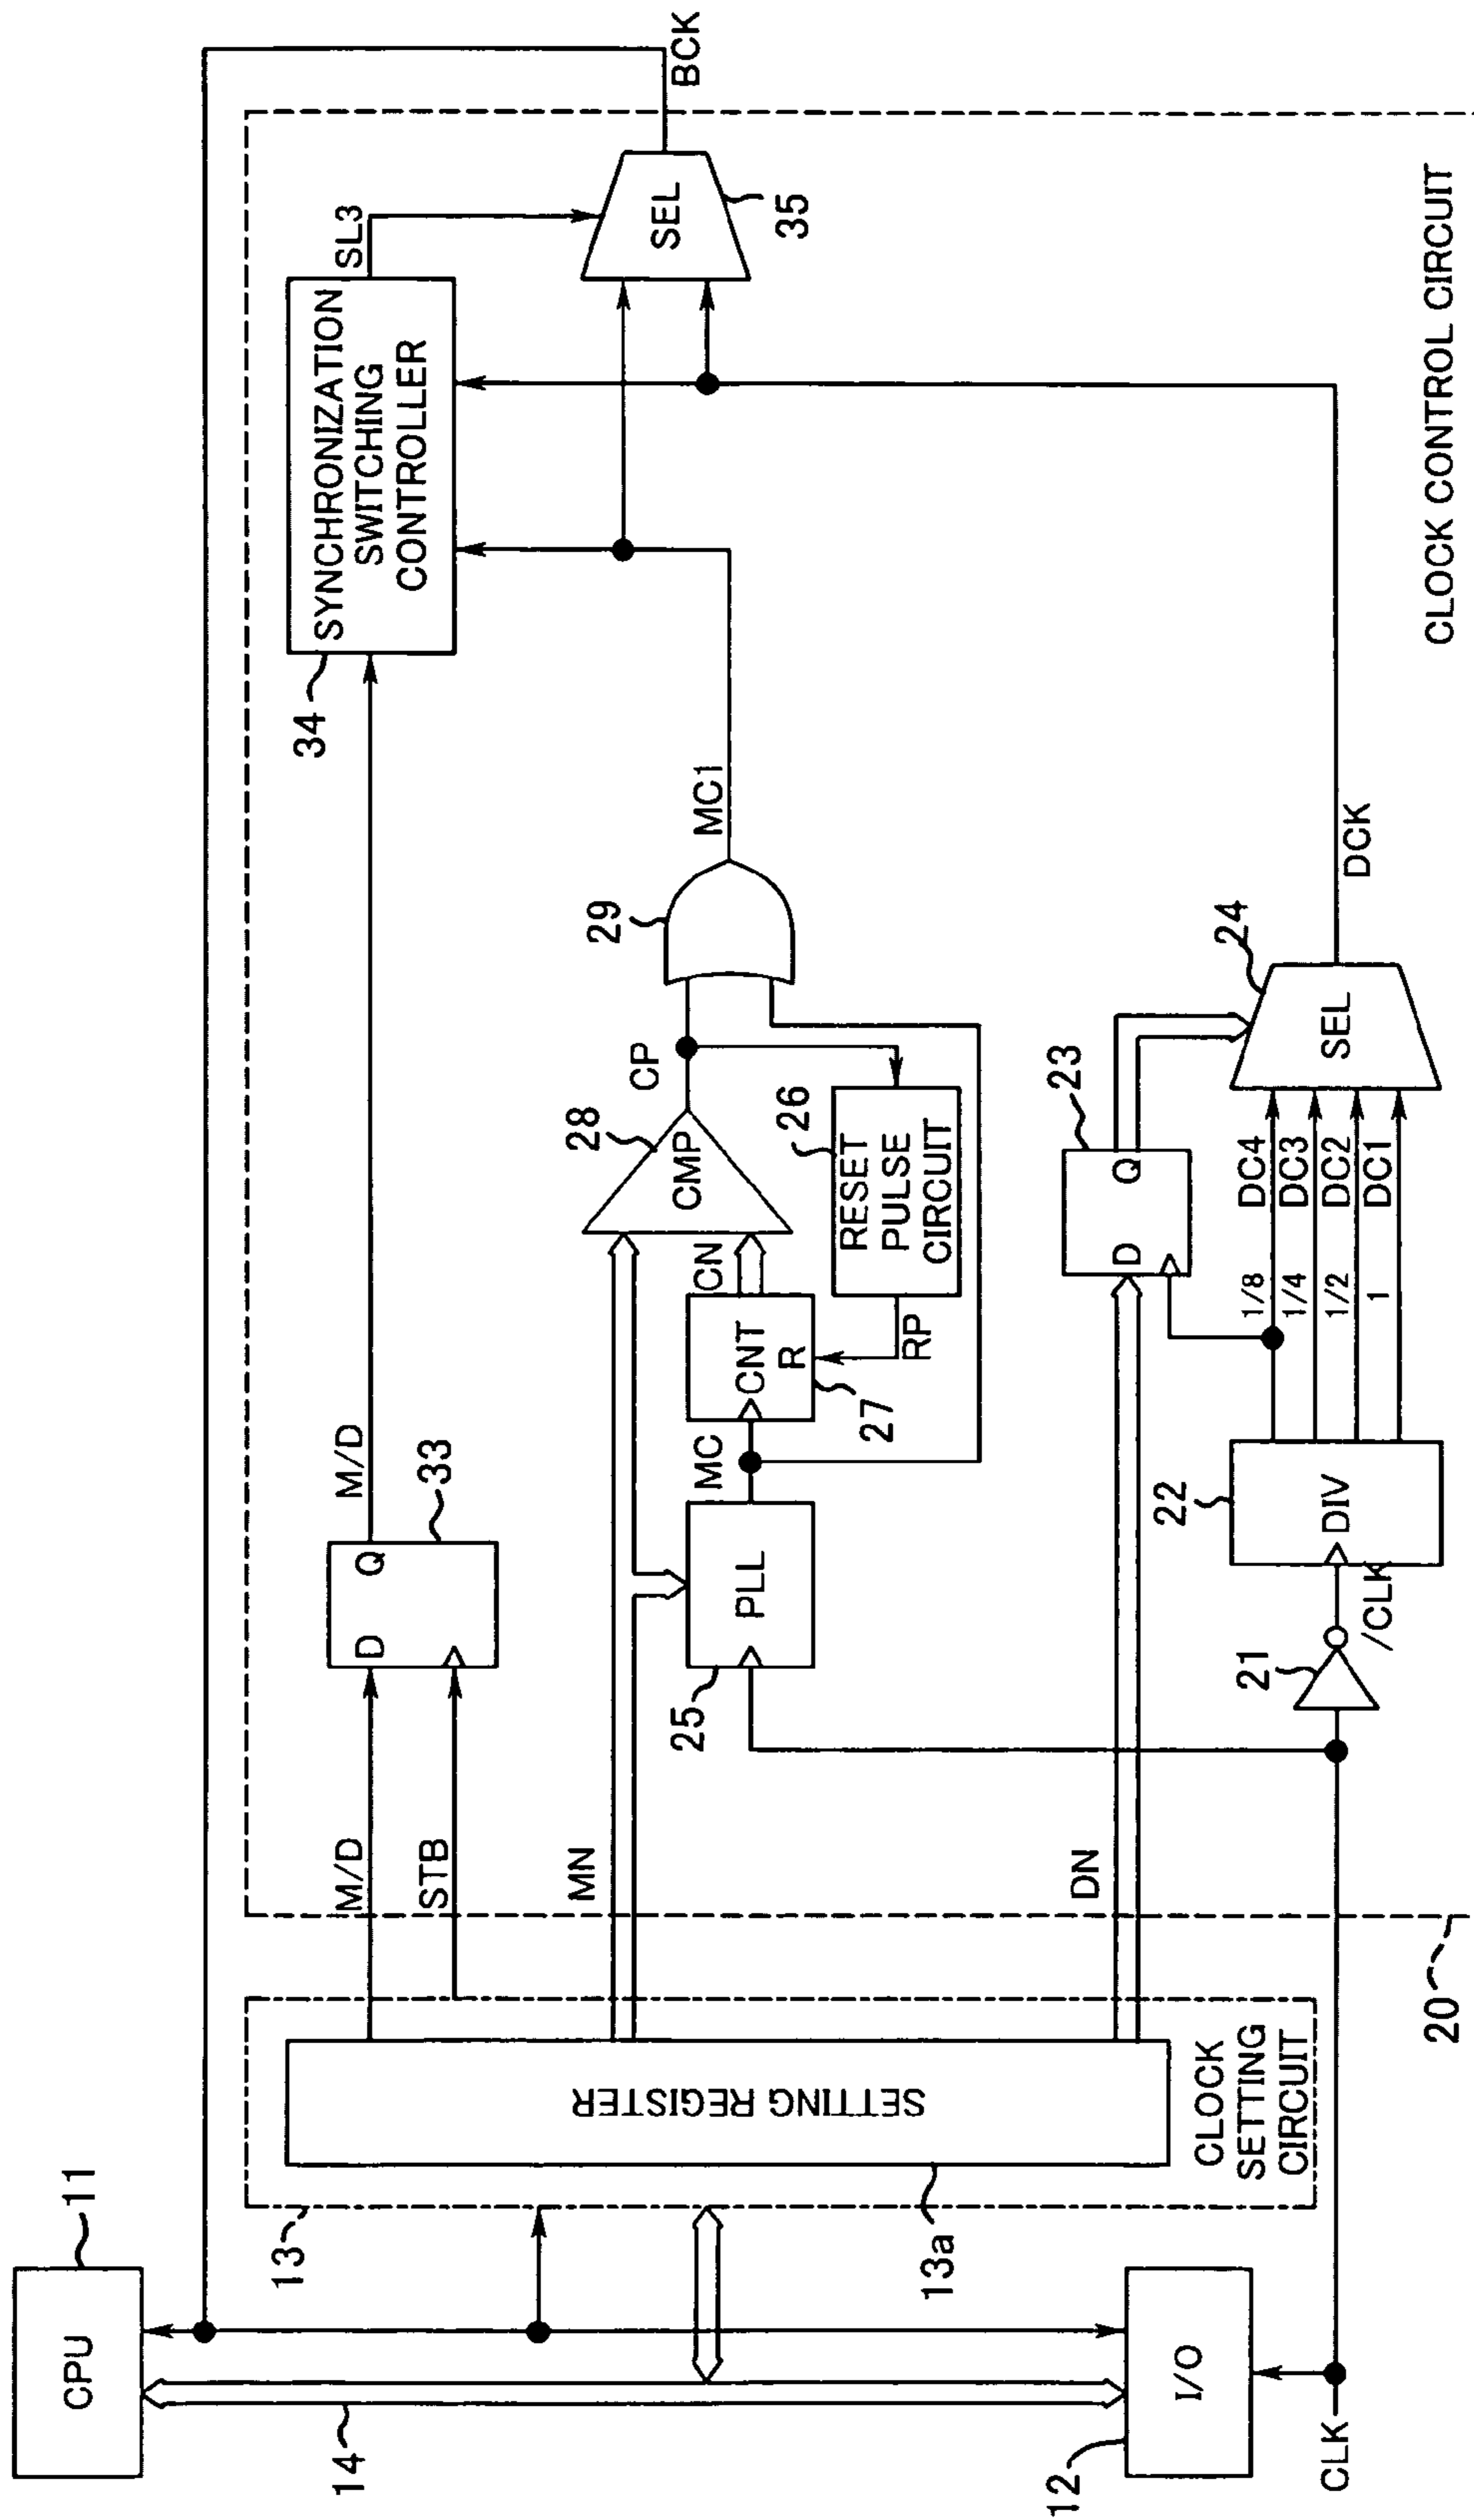 CPU
11
14
12
I/O
CLK
13
13a
SETTING REGISTER
CLOCK
SETTING
CIRCUIT
20
M/D
STB
MN
DN
D
Q
33
M/D
25
PLL
MC
CNT
R
27
CN
RP
RESET
PULSE
CIRCUIT
26
CMP
28
CP
29
MC1
21
/CLK
22
DIV
1/8
1/4
1/2
1
DC4
DC3
DC2
DC1
D
Q
23
SEL
24
DCK
34
SYNCHRONIZATION
SWITCHING
CONTROLLER
SL3
SEL
35
BCK
CLOCK CONTROL CIRCUIT